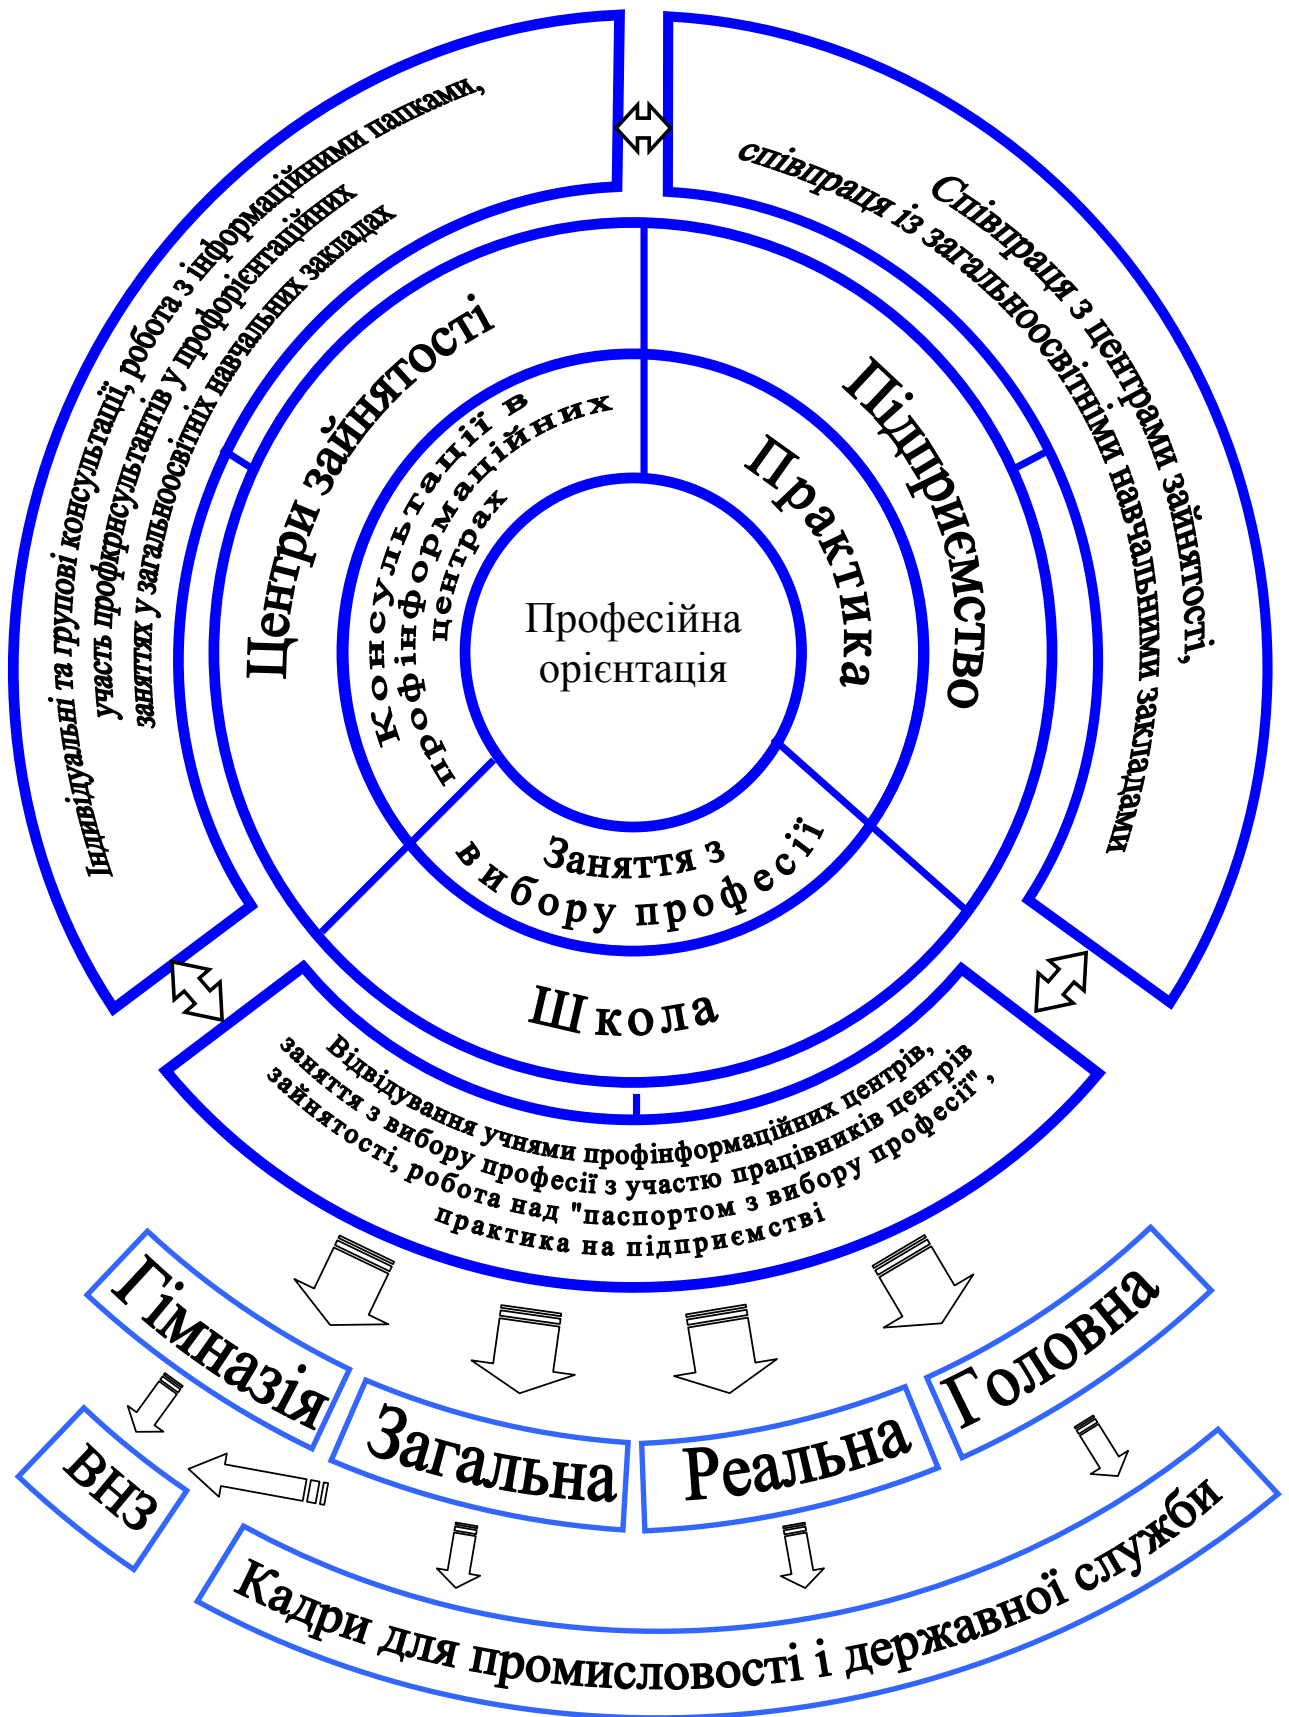 Індивідуальні та групові консультації, робота з інформаційними папками,
участь профкрнсультантів у профорієнтаційних
заняттях у загальноосвітніх навчальних закладах
Співпраця з центрами зайнятості,
співпраця із загальноосвітніми навчальними закладами
Центри зайнятості
Підприємство
Консультації в
профінформаційних
центрах
Практика
Професійна
орієнтація
Заняття з
вибору професії
Школа
Відвідування учнями профінформаційних центрів,
заняття з вибору професії з участю працівників центрів
зайнятості, робота над "паспортом з вибору професії",
практика на підприємстві
Гімназія
Загальна
Реальна
Головна
ВНЗ
Кадри для промисловості і державної служби